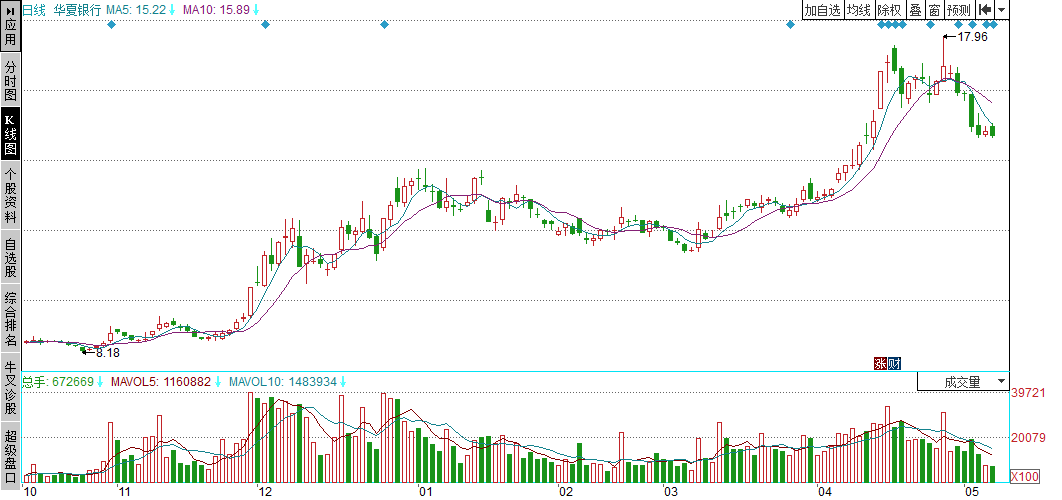 日线 华夏银行 MA5: 15.22 MA10: 15.89
加自选 均线 除权 叠 窗 预测
应用
分时图
K线图
个股资料
自选股
综合排名
牛叉诊股
超级盘口
17.96
8.18
涨 财
总手: 672669 MAVOL5: 1160882 MAVOL10: 1483934
成交量
39721
20079
X100
10 11 12 01 02 03 04 05